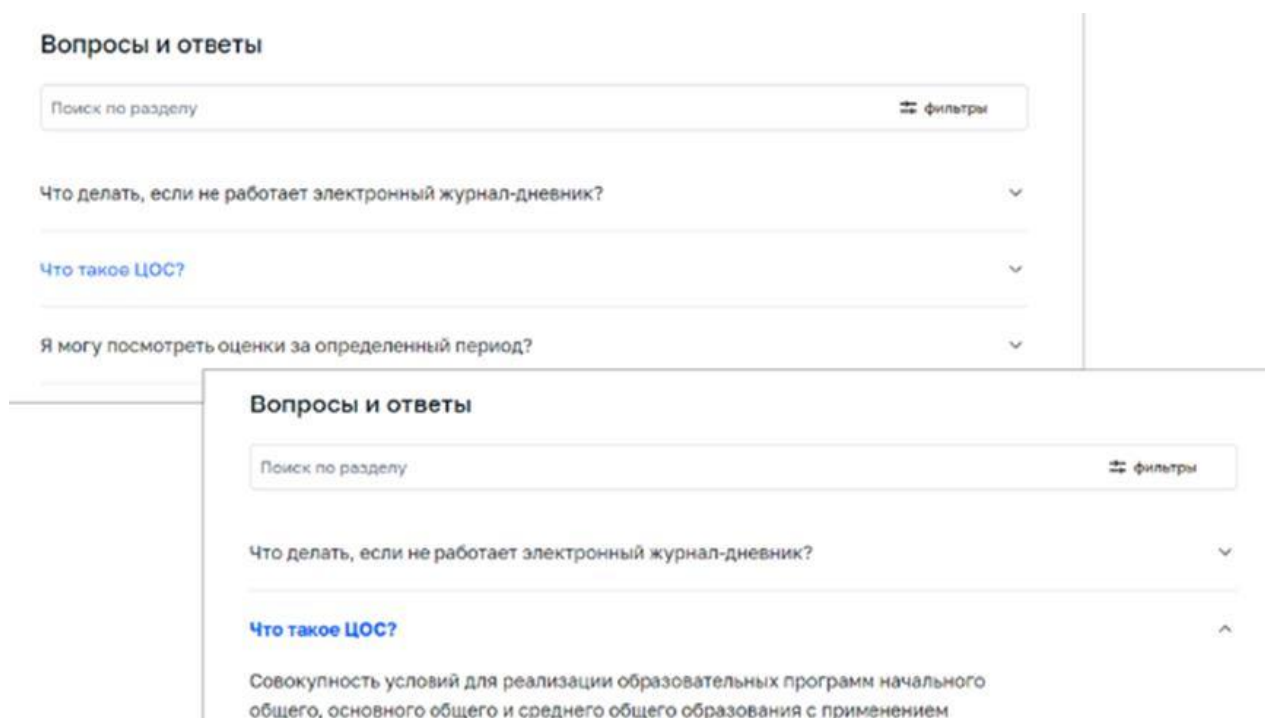 Вопросы и ответы
Поиск по разделу фильтры
Что делать, если не работает электронный журнал-дневник?
Что такое ЦОС?
Я могу посмотреть оценки за определенный период?
Вопросы и ответы
Поиск по разделу фильтры
Что делать, если не работает электронный журнал-дневник?
Что такое ЦОС?
Совокупность условий для реализации образовательных программ начального
общего, основного общего и среднего общего образования с применением